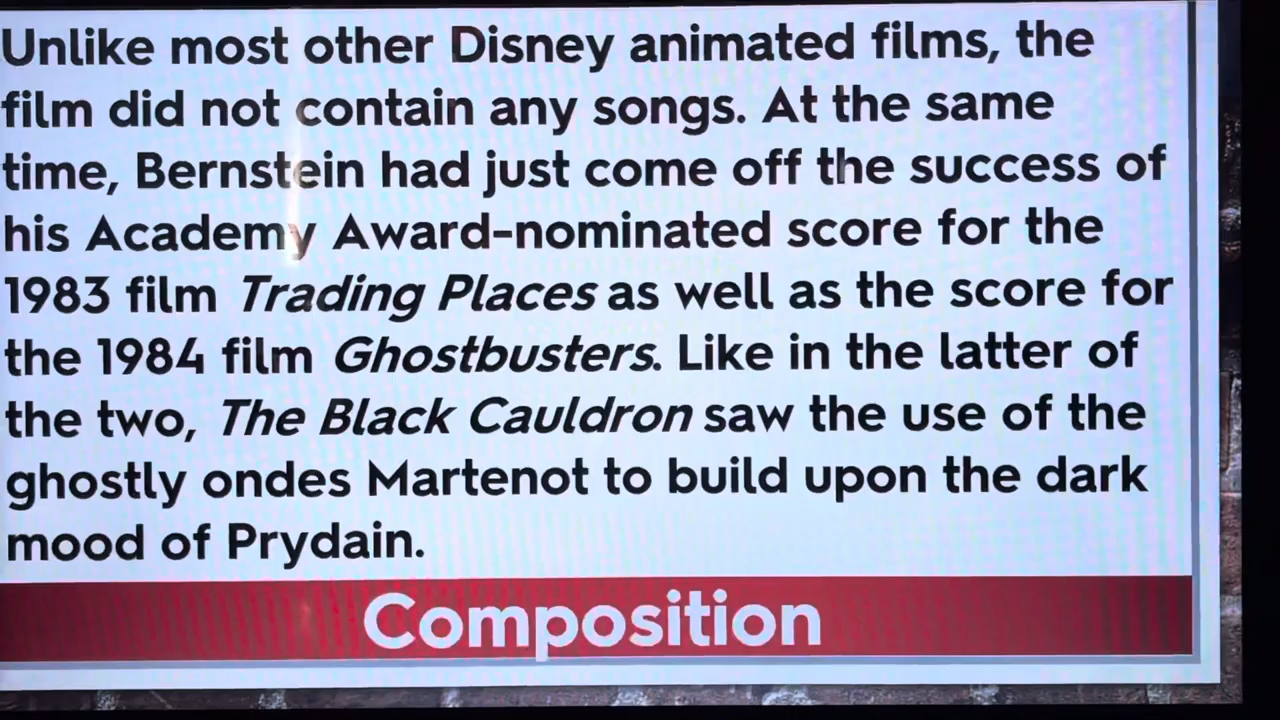 Unlike most other Disney animated films, the
film did not contain any songs. At the same
time, Bernstein had just come off the success of
his Academy Award-nominated score for the
1983 film Trading Places as well as the score for
the 1984 film Ghostbusters. Like in the latter of
the two, The Black Cauldron saw the use of the
ghostly ondes Martenot to build upon the dark
mood of Prydain.
Composition